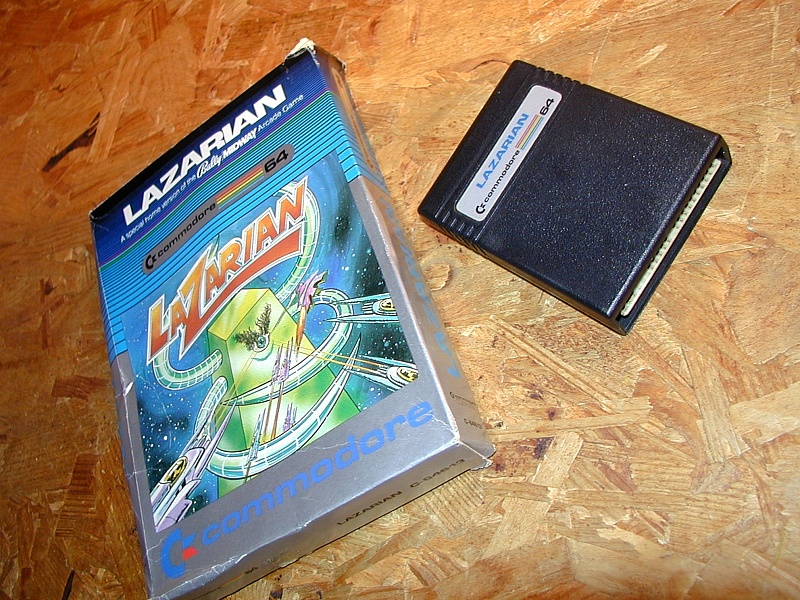 LAZARIAN
A special home version of the Bally MIDWAY Arcade Game
commodore 64
LAZARIAN
commodore
LAZARIAN
LAZARIAN
commodore 64